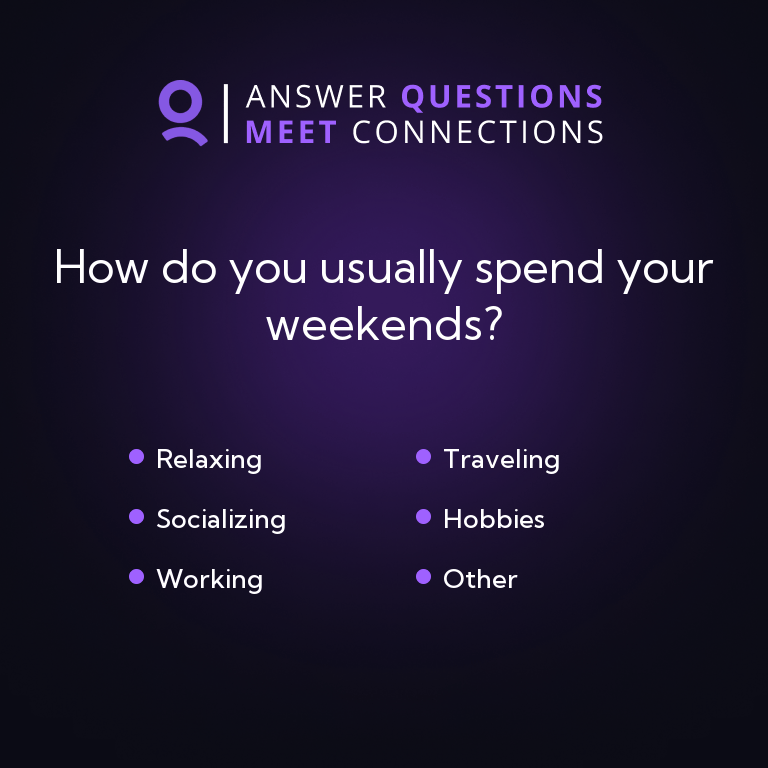 ANSWER QUESTIONS
MEET CONNECTIONS
How do you usually spend your
weekends?
Relaxing
Traveling
Socializing
Hobbies
Working
Other